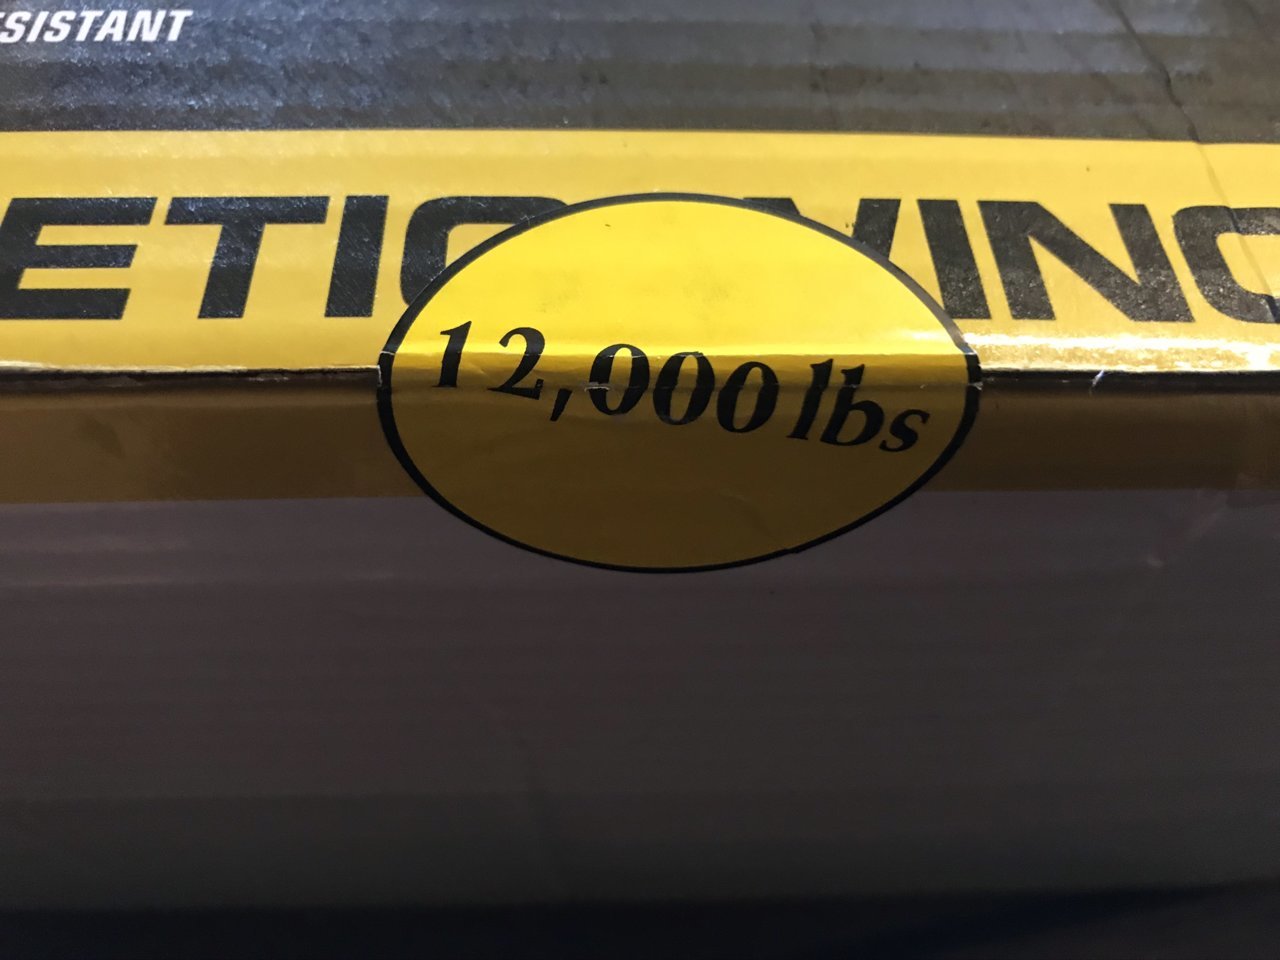 SISTANT
ETIC WINC
12,000 lbs